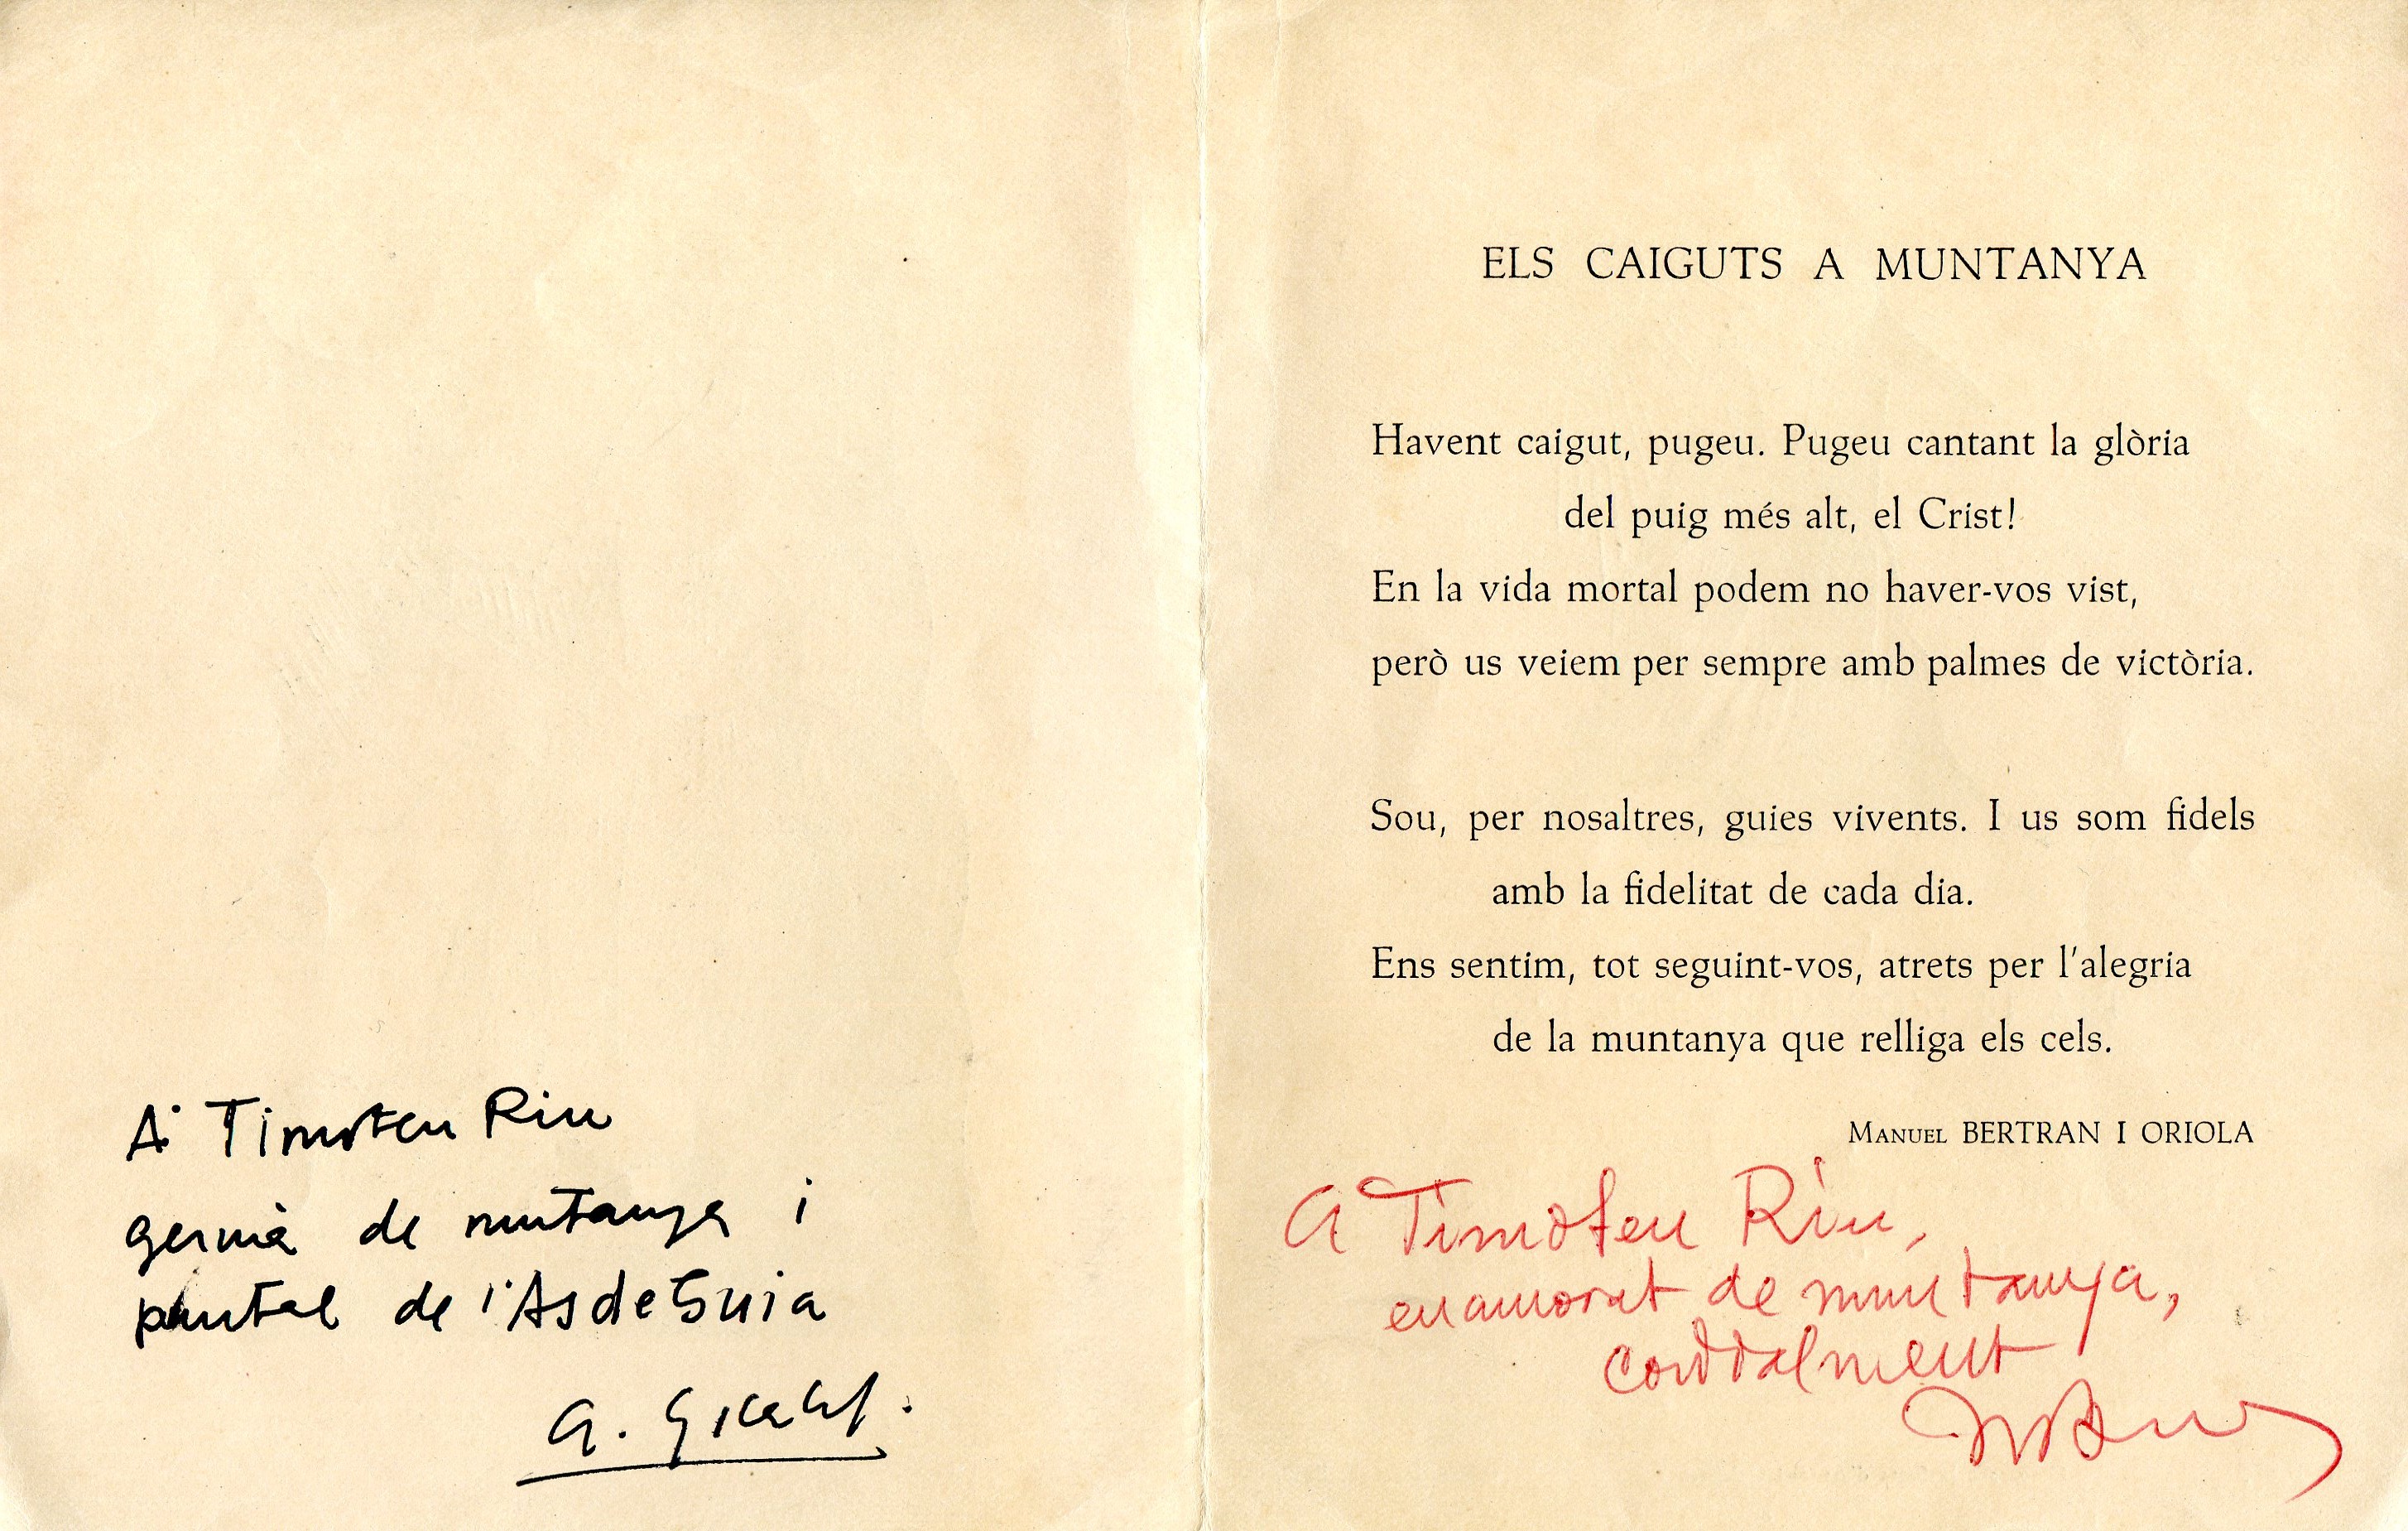 A Timoteu Riu
germà de muntanya i
puntal de l'As de Guia
ELS CAIGUTS A MUNTANYA
Havent caigut, pugeu. Pugeu cantant la glòria
del puig més alt, el Crist!
En la vida mortal podem no haver-vos vist,
però us veiem per sempre amb palmes de victòria.
Sou, per nosaltres, guies vivents. I us som fidels
amb la fidelitat de cada dia.
Ens sentim, tot seguint-vos, atrets per l'alegria
de la muntanya que relliga els cels.
MANUEL BERTRAN I ORIOLA
A Timoteu Riu,
enamorat de muntanya,
cordialment